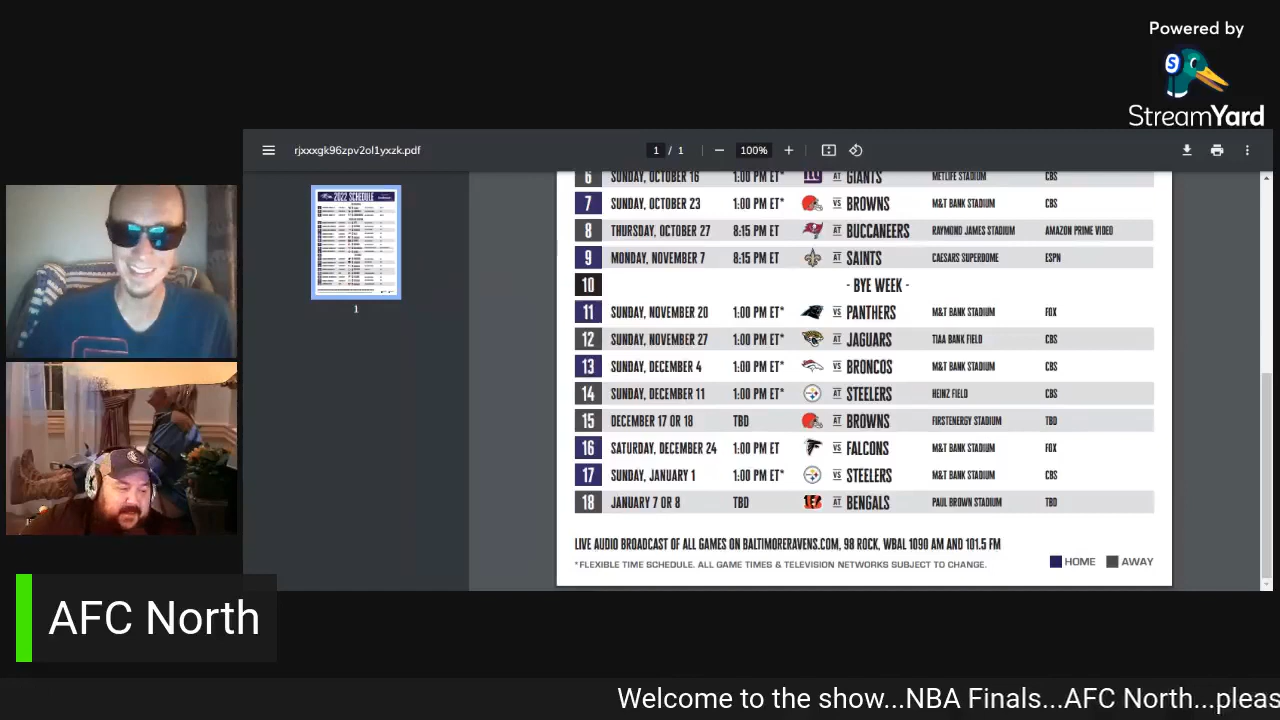 Powered by
StreamYard
rjxxxgk96zpv2ol1yxzk.pdf
1 / 1
100%
2022 SCHEDULE
1
6 SUNDAY, OCTOBER 16 1:00 PM ET* AT GIANTS METLIFE STADIUM CBS
7 SUNDAY, OCTOBER 23 1:00 PM ET* VS BROWNS M&T BANK STADIUM CBS
8 THURSDAY, OCTOBER 27 8:15 PM ET AT BUCCANEERS RAYMOND JAMES STADIUM AMAZON PRIME VIDEO
9 MONDAY, NOVEMBER 7 8:15 PM ET AT SAINTS CAESARS SUPERDOME ESPN
10 - BYE WEEK -
11 SUNDAY, NOVEMBER 20 1:00 PM ET* VS PANTHERS M&T BANK STADIUM FOX
12 SUNDAY, NOVEMBER 27 1:00 PM ET* AT JAGUARS TIAA BANK FIELD CBS
13 SUNDAY, DECEMBER 4 1:00 PM ET* VS BRONCOS M&T BANK STADIUM CBS
14 SUNDAY, DECEMBER 11 1:00 PM ET* AT STEELERS HEINZ FIELD CBS
15 DECEMBER 17 OR 18 TBD AT BROWNS FIRSTENERGY STADIUM TBD
16 SATURDAY, DECEMBER 24 1:00 PM ET VS FALCONS M&T BANK STADIUM FOX
17 SUNDAY, JANUARY 1 1:00 PM ET* VS STEELERS M&T BANK STADIUM CBS
18 JANUARY 7 OR 8 TBD AT BENGALS PAUL BROWN STADIUM TBD
LIVE AUDIO BROADCAST OF ALL GAMES ON BALTIMORERAVENS.COM, 98 ROCK, WBAL 1090 AM AND 101.5 FM
*FLEXIBLE TIME SCHEDULE. ALL GAME TIMES & TELEVISION NETWORKS SUBJECT TO CHANGE.
HOME AWAY
AFC North
Welcome to the show...NBA Finals...AFC North...pleas